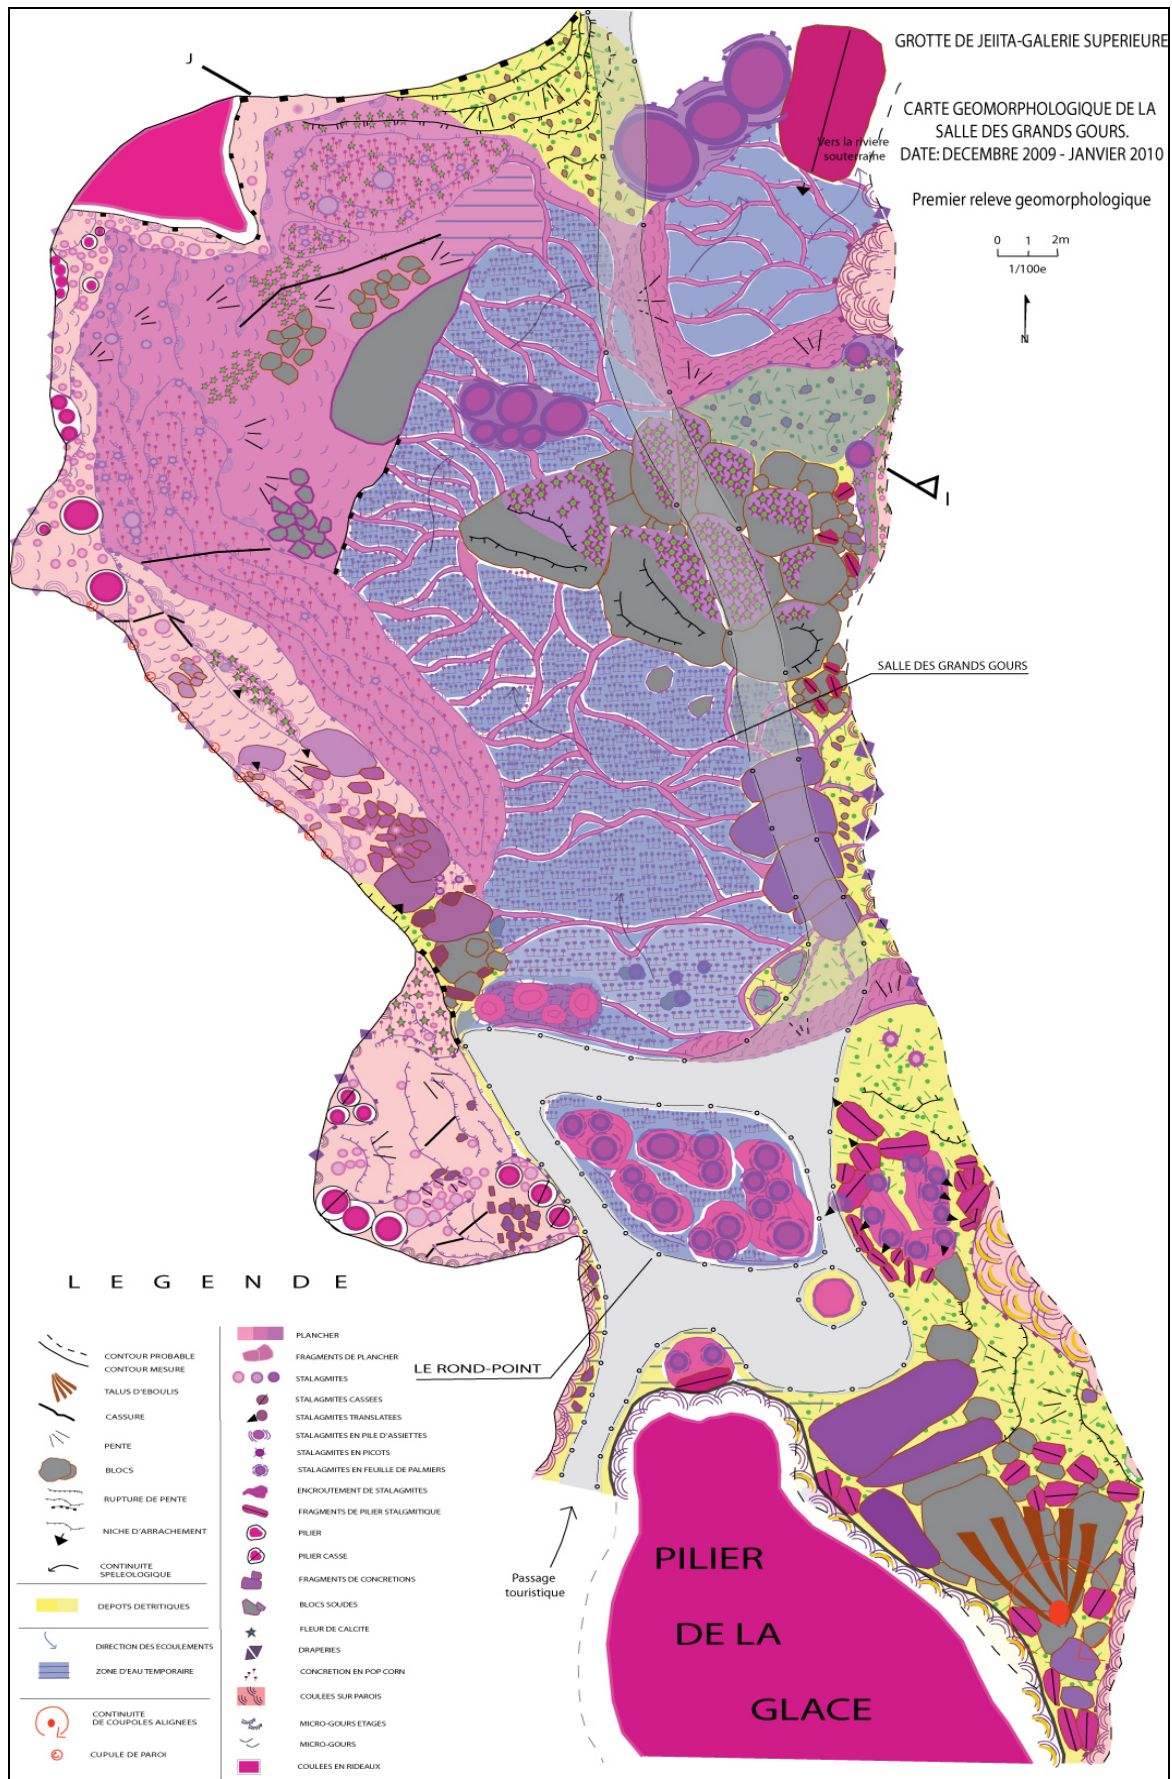 GROTTE DE JEIITA-GALERIE SUPERIEURE
CARTE GEOMORPHOLOGIQUE DE LA
SALLE DES GRANDS GOURS.
DATE: DECEMBRE 2009 - JANVIER 2010
Premier releve geomorphologique
0 1 2m
1/100e
N
J
Vers la rivière
souterraine
I
SALLE DES GRANDS GOURS
LE ROND-POINT
Passage
touristique
PILIER
DE LA
GLACE
L E G E N D E
CONTOUR PROBABLE
CONTOUR MESURE
TALUS D'EBOULIS
CASSURE
PENTE
BLOCS
RUPTURE DE PENTE
NICHE D'ARRACHEMENT
CONTINUITE
SPELEOLOGIQUE
DEPOTS DETRITIQUES
DIRECTION DES ECOULEMENTS
ZONE D'EAU TEMPORAIRE
CONTINUITE
DE COUPOLES ALIGNEES
CUPULE DE PAROI
PLANCHER
FRAGMENTS DE PLANCHER
STALAGMITES
STALAGMITES CASSEES
STALAGMITES TRANSLATEES
STALAGMITES EN PILE D'ASSIETTES
STALAGMITES EN PICOTS
STALAGMITES EN FEUILLE DE PALMIERS
ENCROUTEMENT DE STALAGMITES
FRAGMENTS DE PILIER STALGMITIQUE
PILIER
PILIER CASSE
FRAGMENTS DE CONCRETIONS
BLOCS SOUDES
FLEUR DE CALCITE
DRAPERIES
CONCRETION EN POP CORN
COULEES SUR PAROIS
MICRO-GOURS ETAGES
MICRO-GOURS
COULEES EN RIDEAUX